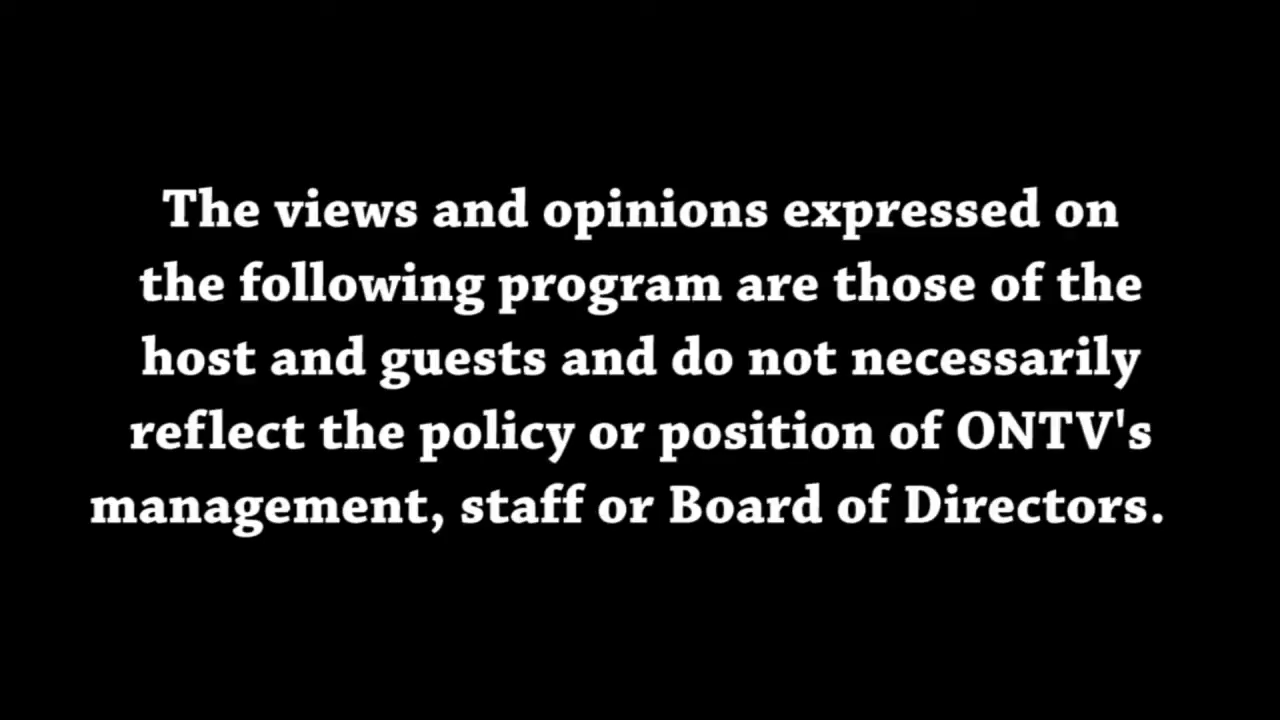 The views and opinions expressed on
the following program are those of the
host and guests and do not necessarily
reflect the policy or position of ONTV's
management, staff or Board of Directors.